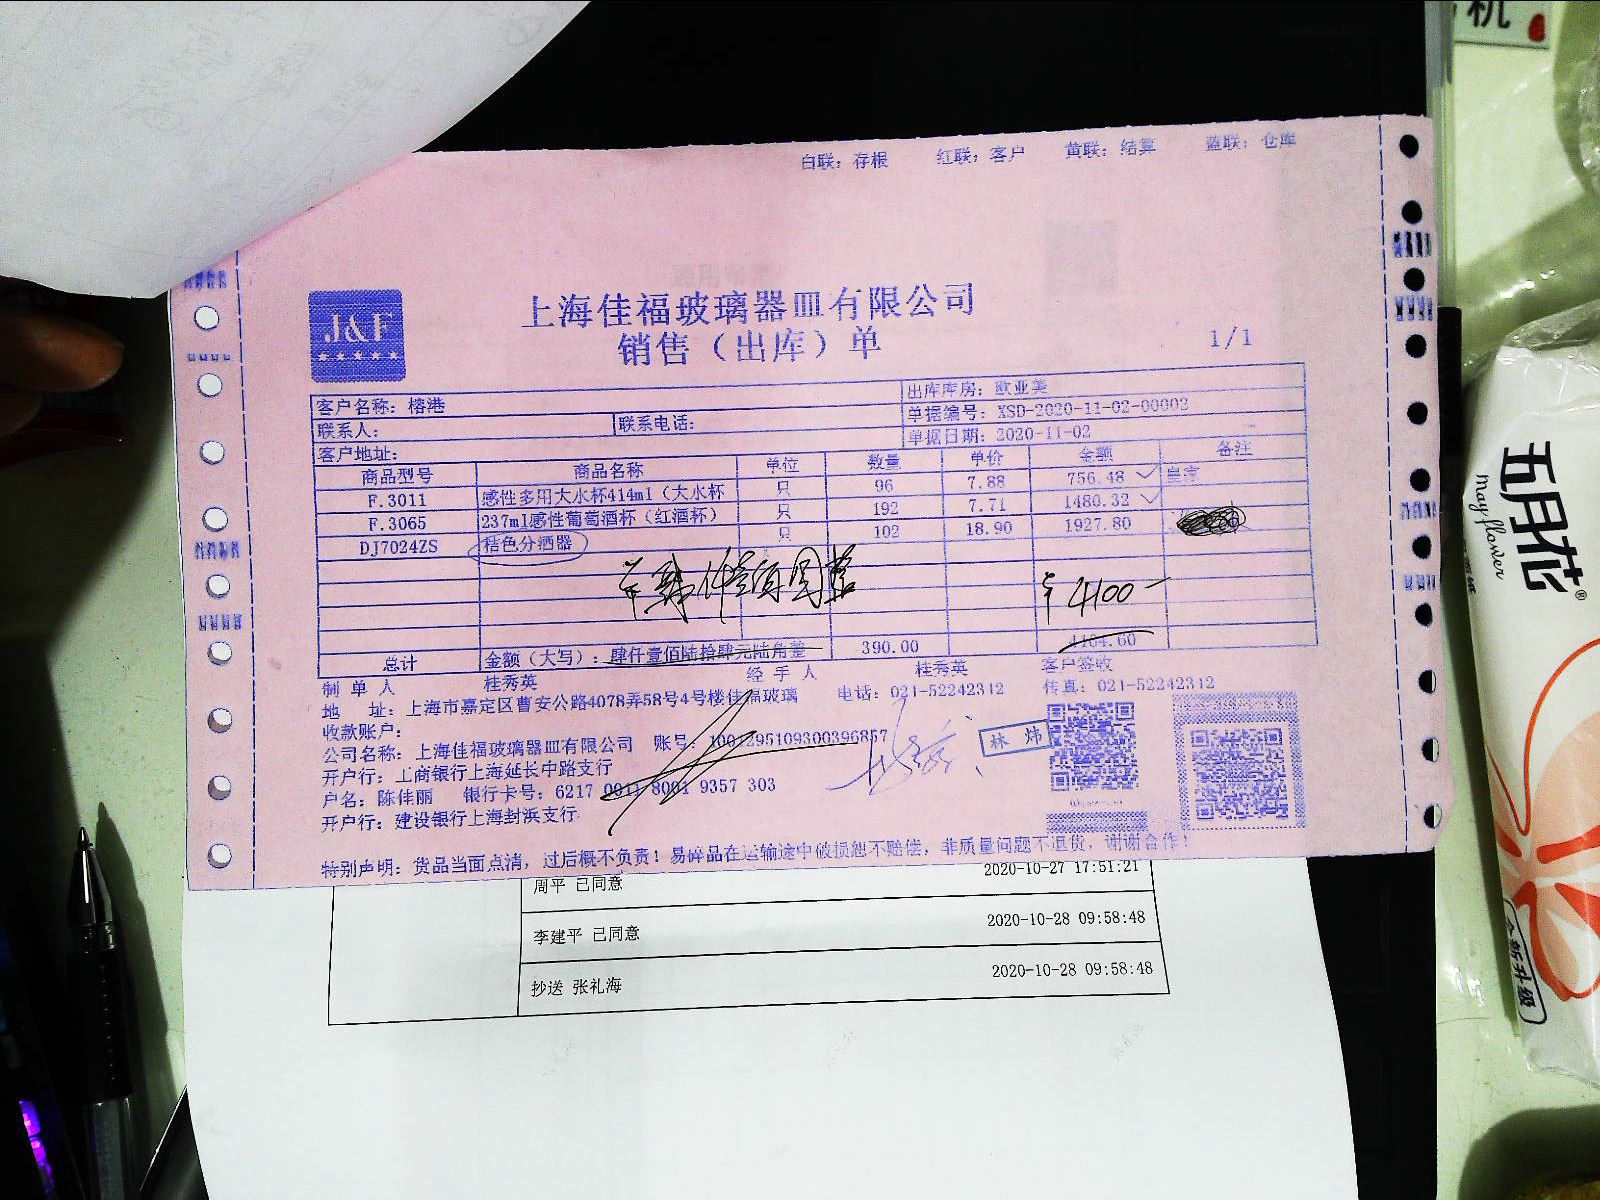 白联：存根 红联：客户 黄联：结算 蓝联：仓库
J&F
上海佳福玻璃器皿有限公司
销售（出库）单 1/1
客户名称：榕港 出库库房：欧亚美
联系人： 联系电话： 单据编号：XSD-2020-11-02-00002
客户地址： 单据日期：2020-11-02
商品型号 商品名称 单位 数量 单价 金额 备注
F.3011 感性多用大水杯414ml（大水杯 只 96 7.88 756.48 皇家
F.3065 237ml感性葡萄酒杯（红酒杯） 只 192 7.71 1480.32
DJ7024ZS 桔色分酒器 只 102 18.90 1927.80
¥4100-
总计 金额（大写）：肆仟壹佰陆拾肆元陆角整 390.00 4164.60
制单人 桂秀英 经手人 桂秀英 客户签收
地 址：上海市嘉定区曹安公路4078弄58号4号楼佳福玻璃 电话：021-52242312 传真：021-52242312
收款账户：
公司名称：上海佳福玻璃器皿有限公司 账号：1001295109300396857
林炜
开户行：工商银行上海延长中路支行
户名：陈佳丽 银行卡号：6217 0011 8001 9357 303
开户行：建设银行上海封浜支行
特别声明：货品当面点清，过后概不负责！易碎品在运输途中破损恕不赔偿，非质量问题不退货，谢谢合作！
周平 已同意 2020-10-27 17:51:21
李建平 已同意 2020-10-28 09:58:48
抄送 张礼海 2020-10-28 09:58:48
五月花®
May flower
全新升级
机